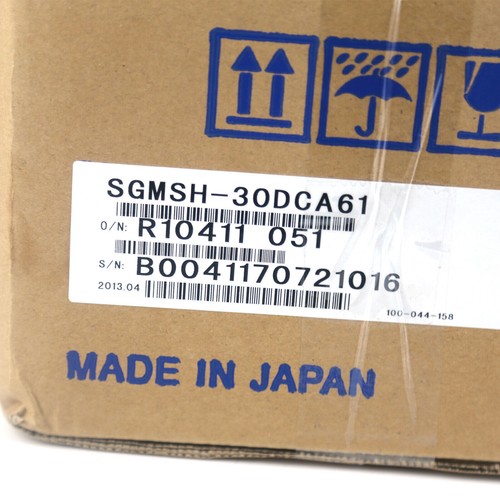 SGMSH-30DCA61
O/N: R10411 051
S/N: B0041170721016
2013.04
100-044-158
MADE IN JAPAN